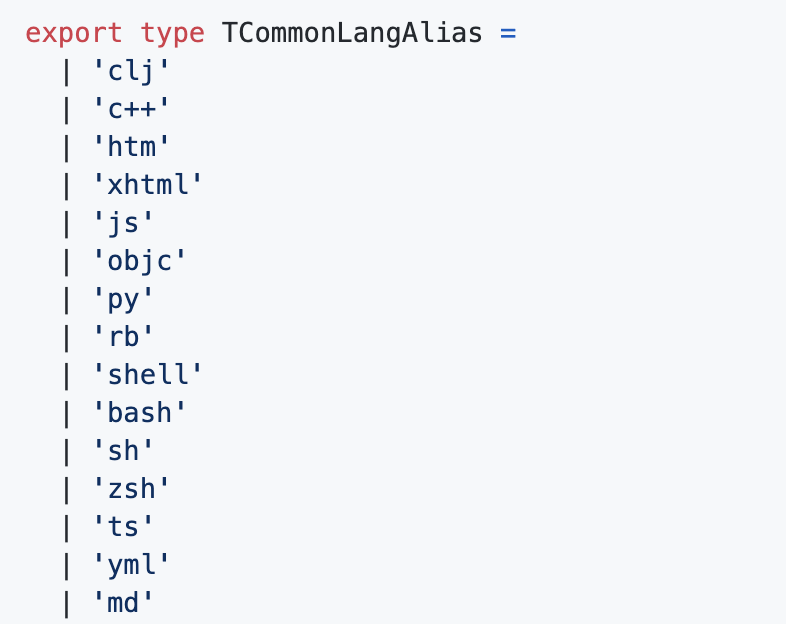 export type TCommonLangAlias =
| 'clj'
| 'c++'
| 'htm'
| 'xhtml'
| 'js'
| 'objc'
| 'py'
| 'rb'
| 'shell'
| 'bash'
| 'sh'
| 'zsh'
| 'ts'
| 'yml'
| 'md'